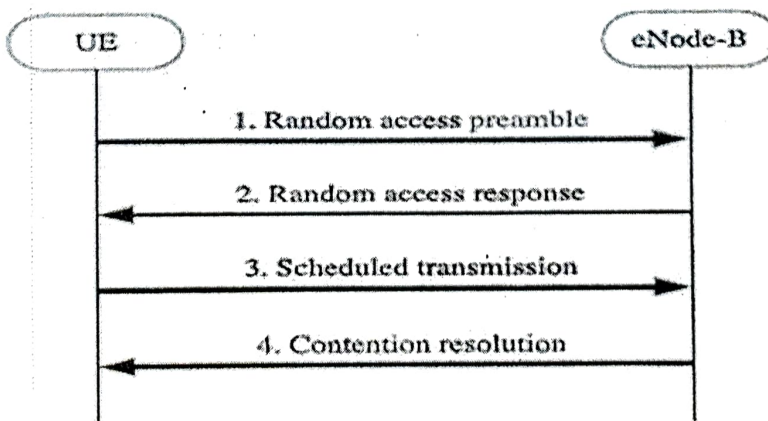 UE
eNode-B
1. Random access preamble
2. Random access response
3. Scheduled transmission
4. Contention resolution